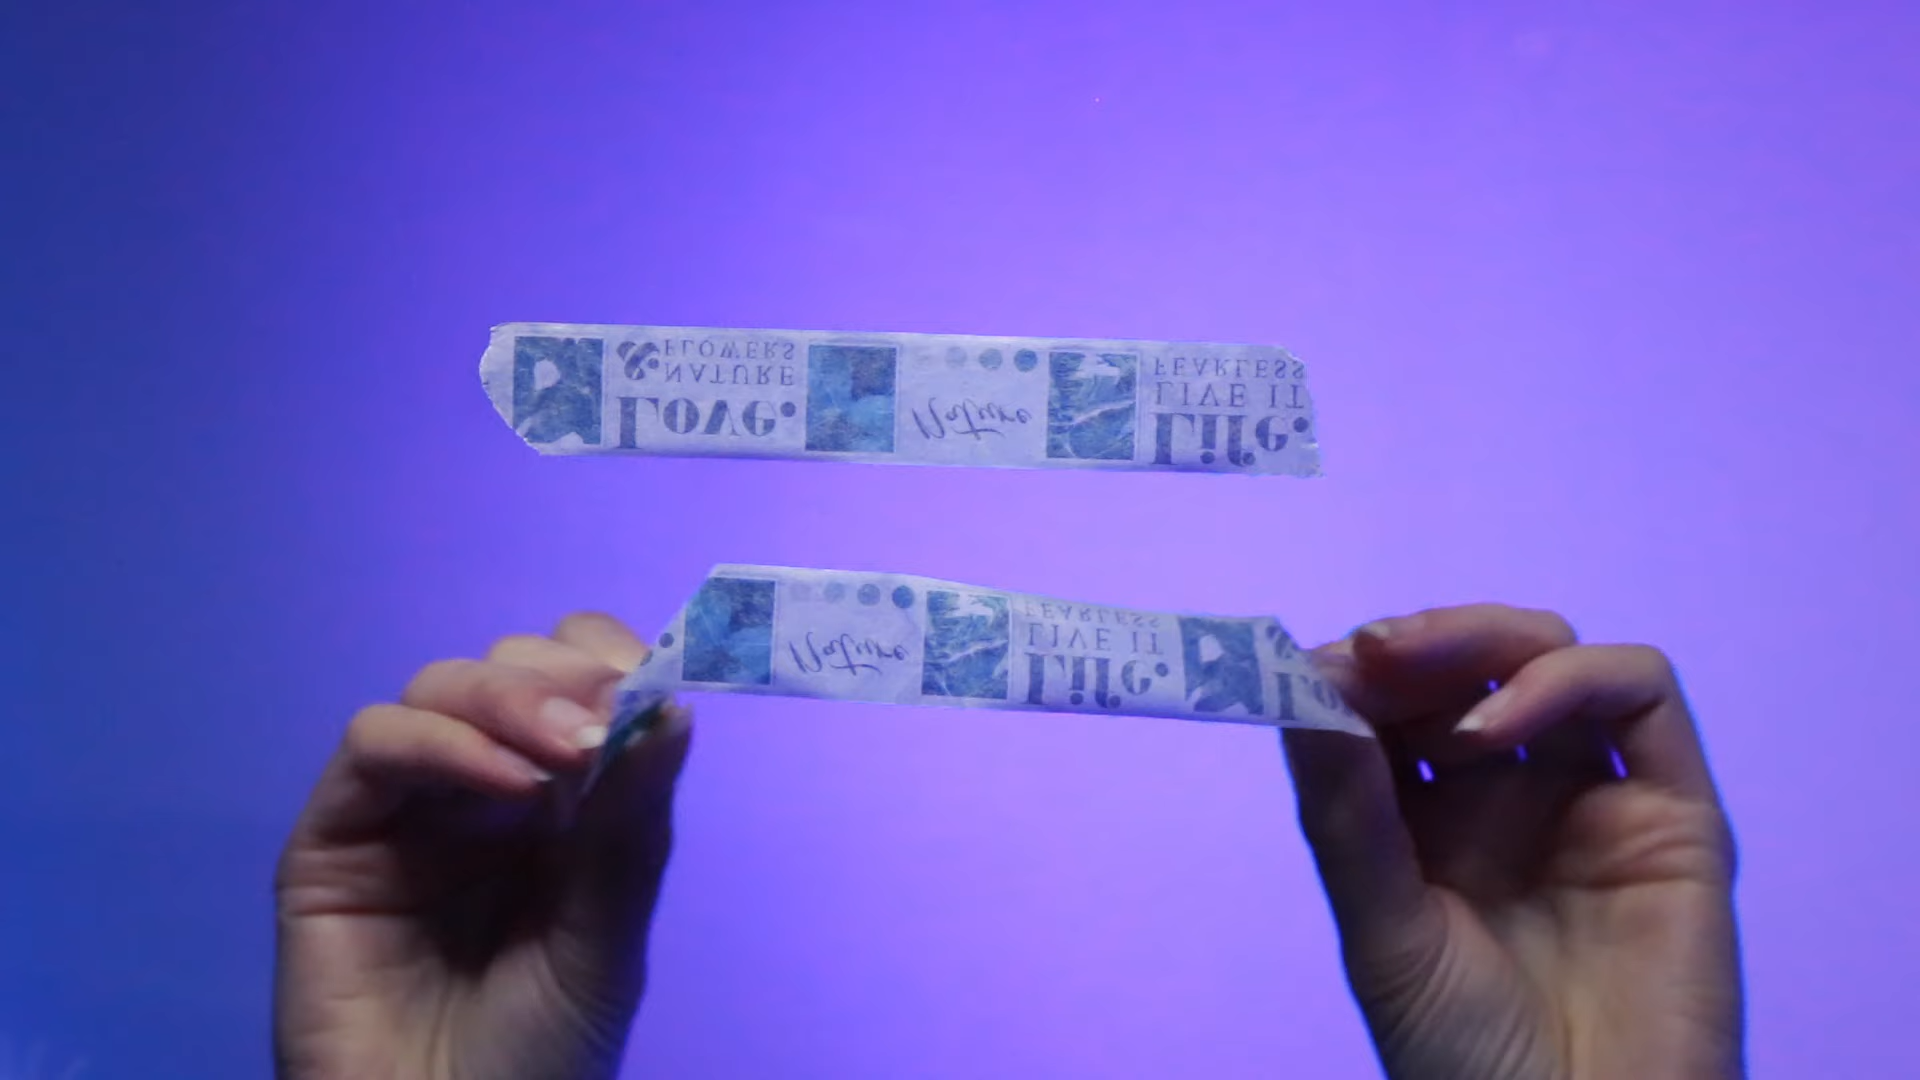 Love.
NATURE
& FLOWERS
Nature
Life.
LIVE IT
FEARLESS
Nature
Life.
LIVE IT
FEARLESS
&